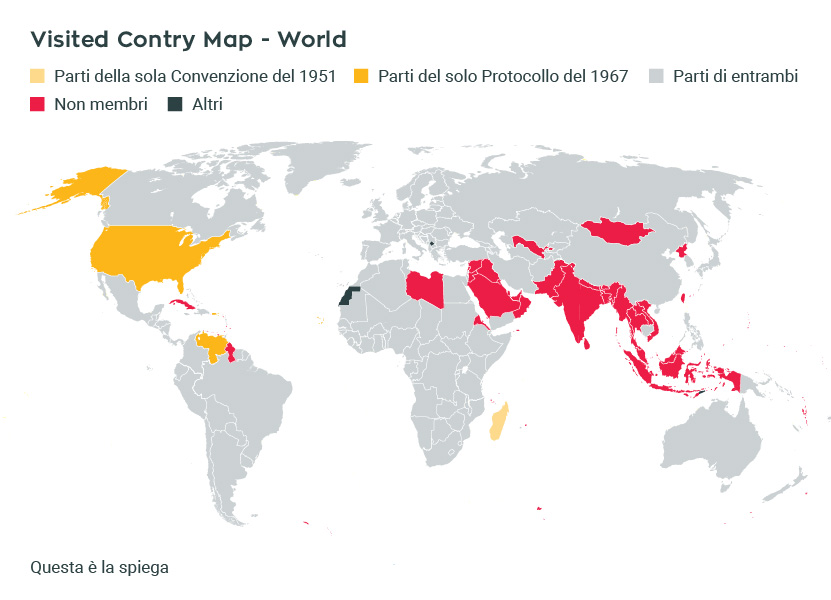 Visited Contry Map - World
Parti della sola Convenzione del 1951 Parti del solo Protocollo del 1967 Parti di entrambi
Non membri Altri
Questa è la spiega